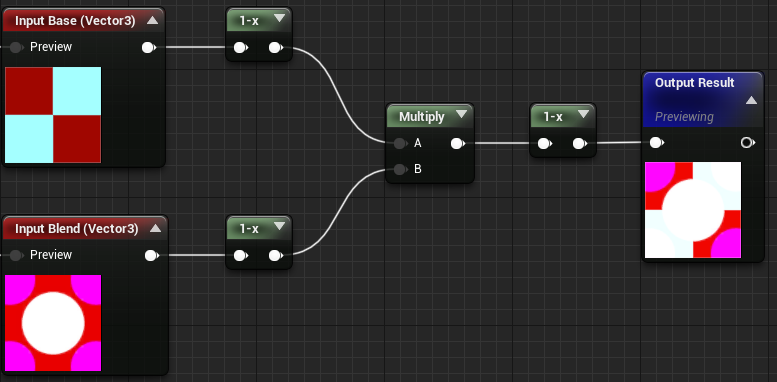 Input Base (Vector3)
Preview
1-x
Multiply
A
B
1-x
Output Result
Previewing
Input Blend (Vector3)
Preview
1-x